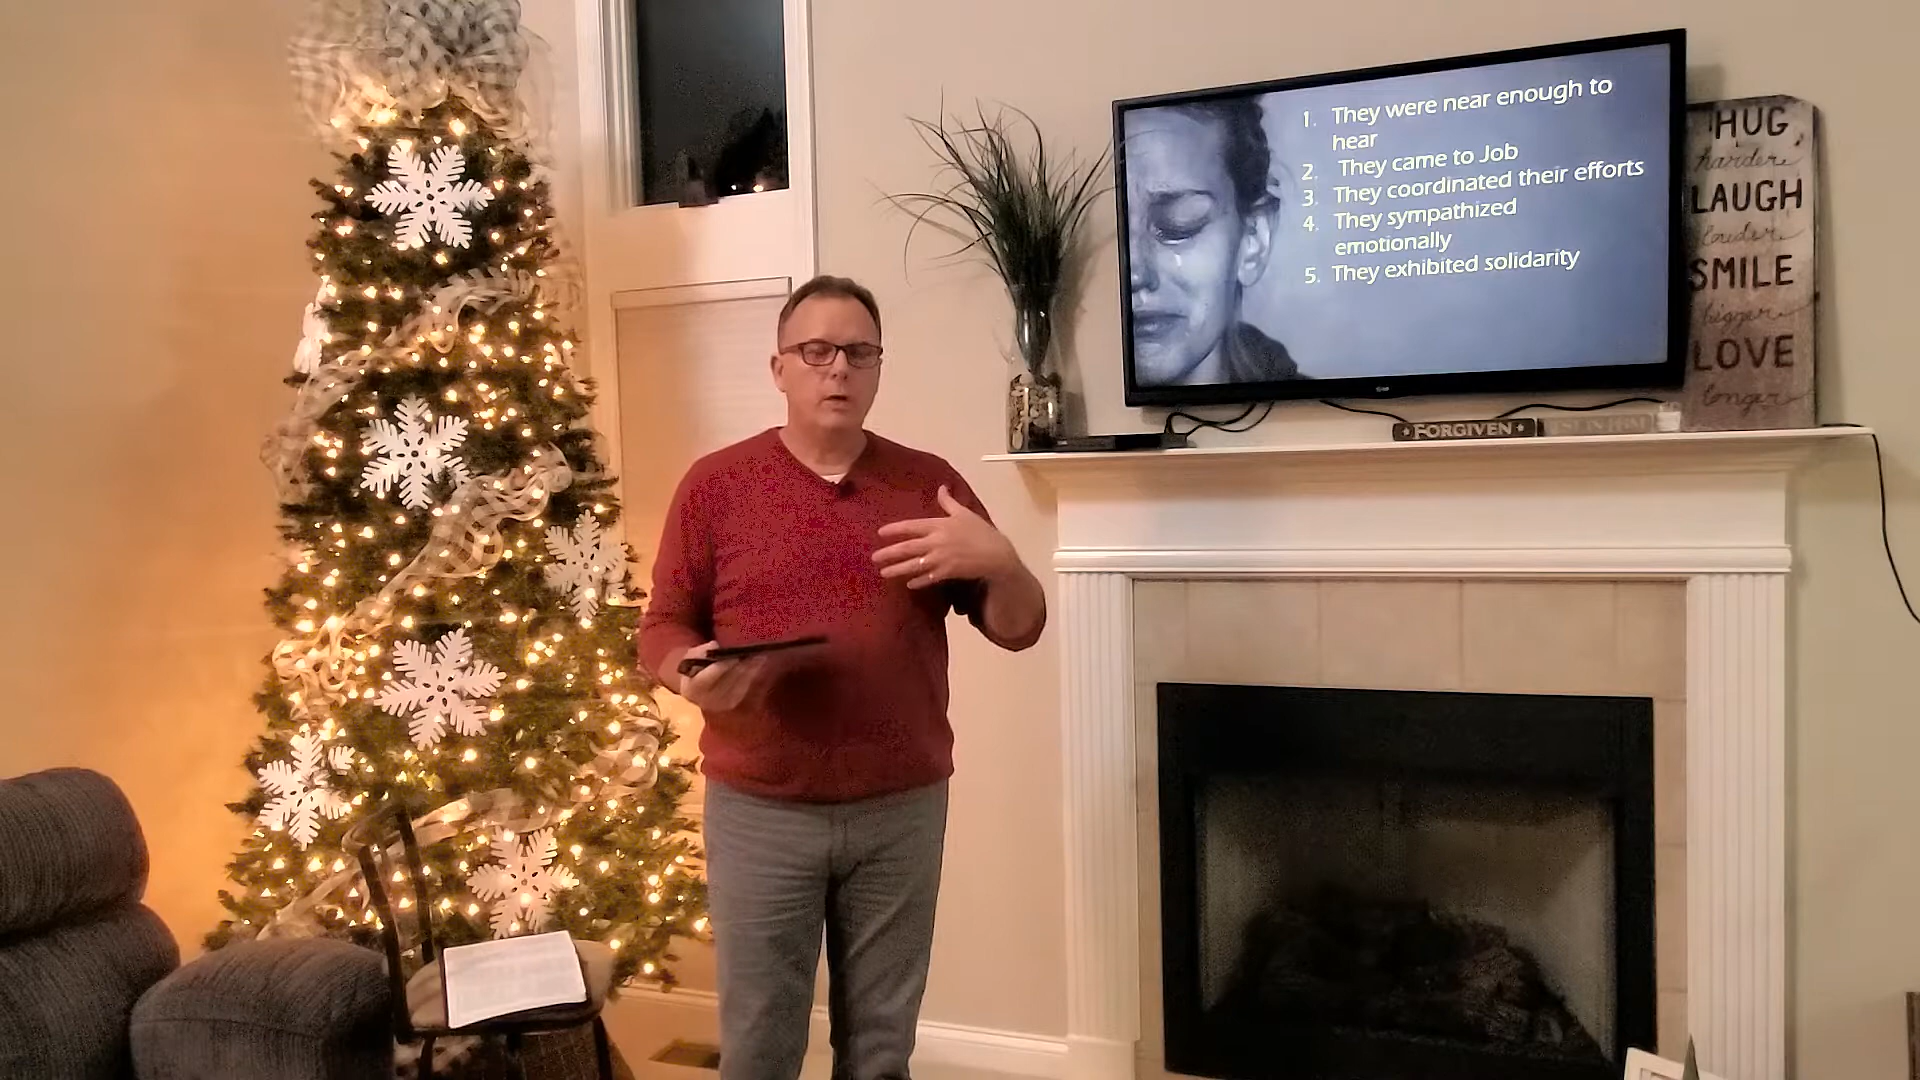 1. They were near enough to
hear
2. They came to Job
3. They coordinated their efforts
4. They sympathized
emotionally
5. They exhibited solidarity
HUG
harder
LAUGH
louder
SMILE
bigger
LOVE
longer
FORGIVEN